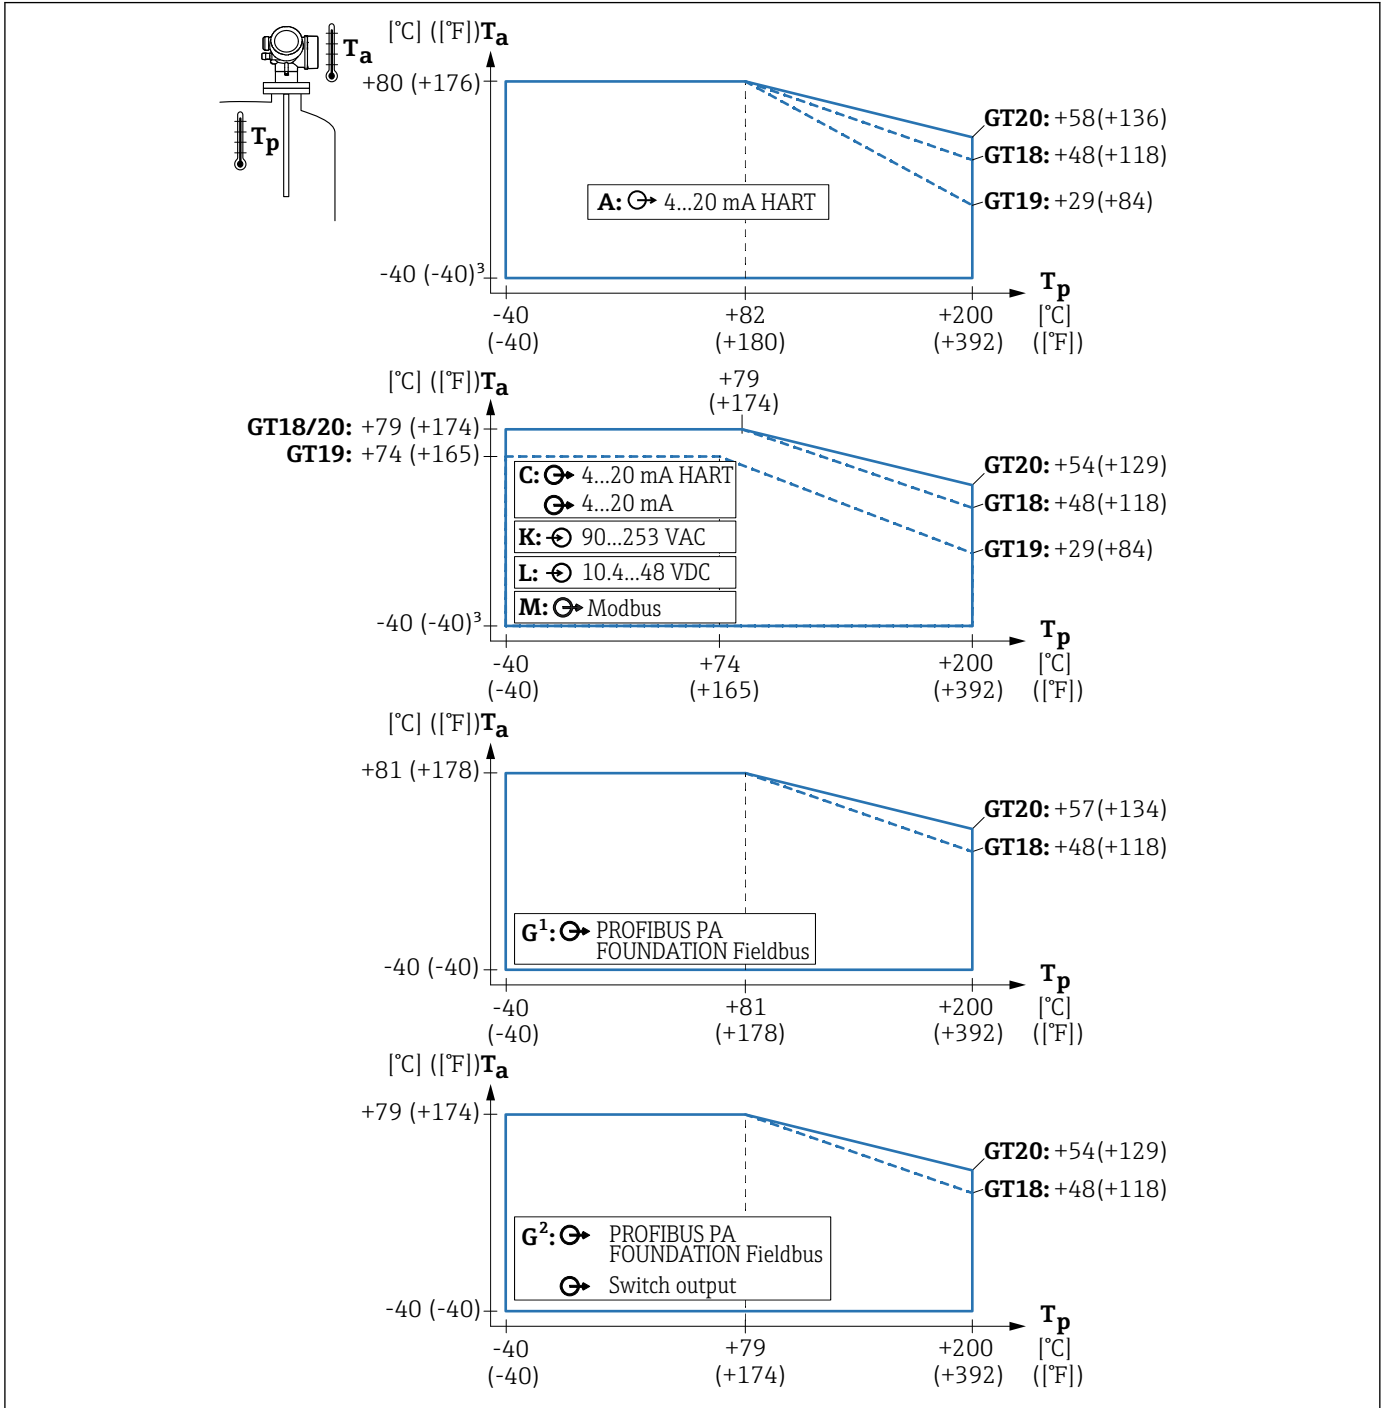 [°C] ([°F])Ta
Ta
+80 (+176)
Tp
GT20: +58(+136)
GT18: +48(+118)
A: 4...20 mA HART
GT19: +29(+84)
-40 (-40)³
Tp
-40 +82 +200 [°C]
(-40) (+180) (+392) ([°F])
[°C] ([°F])Ta
+79
(+174)
GT18/20: +79 (+174)
GT19: +74 (+165)
C: 4...20 mA HART
4...20 mA
GT20: +54(+129)
GT18: +48(+118)
K: 90...253 VAC
GT19: +29(+84)
L: 10.4...48 VDC
M: Modbus
-40 (-40)³
Tp
-40 +74 +200 [°C]
(-40) (+165) (+392) ([°F])
[°C] ([°F])Ta
+81 (+178)
GT20: +57(+134)
GT18: +48(+118)
G¹: PROFIBUS PA
FOUNDATION Fieldbus
-40 (-40)
Tp
-40 +81 +200 [°C]
(-40) (+178) (+392) ([°F])
[°C] ([°F])Ta
+79 (+174)
GT20: +54(+129)
GT18: +48(+118)
G²: PROFIBUS PA
FOUNDATION Fieldbus
Switch output
-40 (-40)
Tp
-40 +79 +200 [°C]
(-40) (+174) (+392) ([°F])